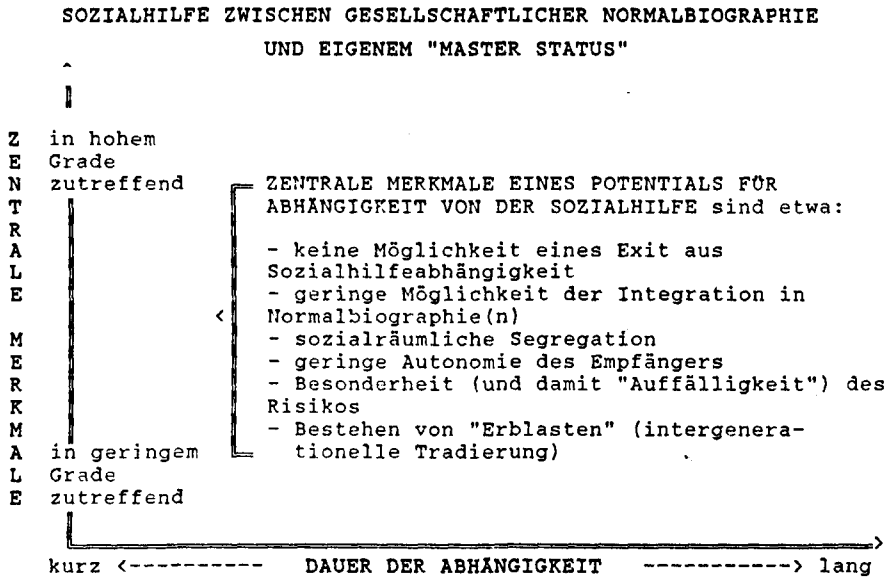 SOZIALHILFE ZWISCHEN GESELLSCHAFTLICHER NORMALBIOGRAPHIE
UND EIGENEM "MASTER STATUS"
ZENTRALE MERKMALE
in hohem
Grade
zutreffend
ZENTRALE MERKMALE EINES POTENTIALS FÜR
ABHÄNGIGKEIT VON DER SOZIALHILFE sind etwa:
- keine Möglichkeit eines Exit aus
Sozialhilfeabhängigkeit
- geringe Möglichkeit der Integration in
Normalbiographie(n)
- sozialräumliche Segregation
- geringe Autonomie des Empfängers
- Besonderheit (und damit "Auffälligkeit") des
Risikos
- Bestehen von "Erblasten" (intergenera-
tionelle Tradierung)
in geringem
Grade
zutreffend
kurz <---------- DAUER DER ABHÄNGIGKEIT ----------> lang